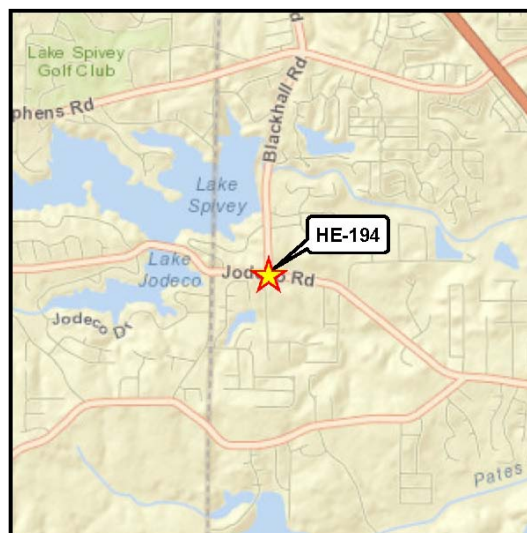 Lake Spivey
Golf Club
phens Rd
Blackhall Rd
Lake
Spivey
HE-194
Lake
Jodeco
Rd
Jodeco Dr
Pates